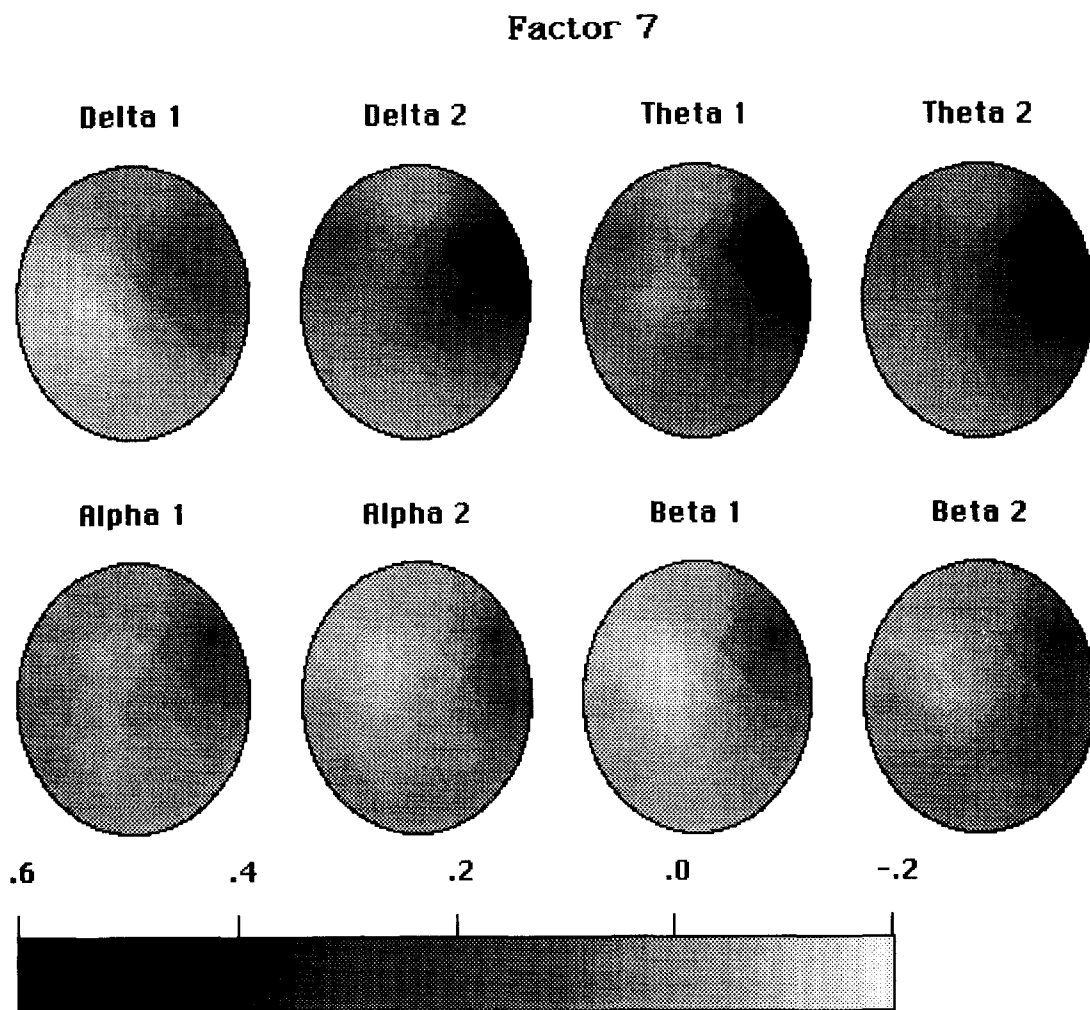 Factor 7
Delta 1 Delta 2 Theta 1 Theta 2
Alpha 1 Alpha 2 Beta 1 Beta 2
.6 .4 .2 .0 -.2